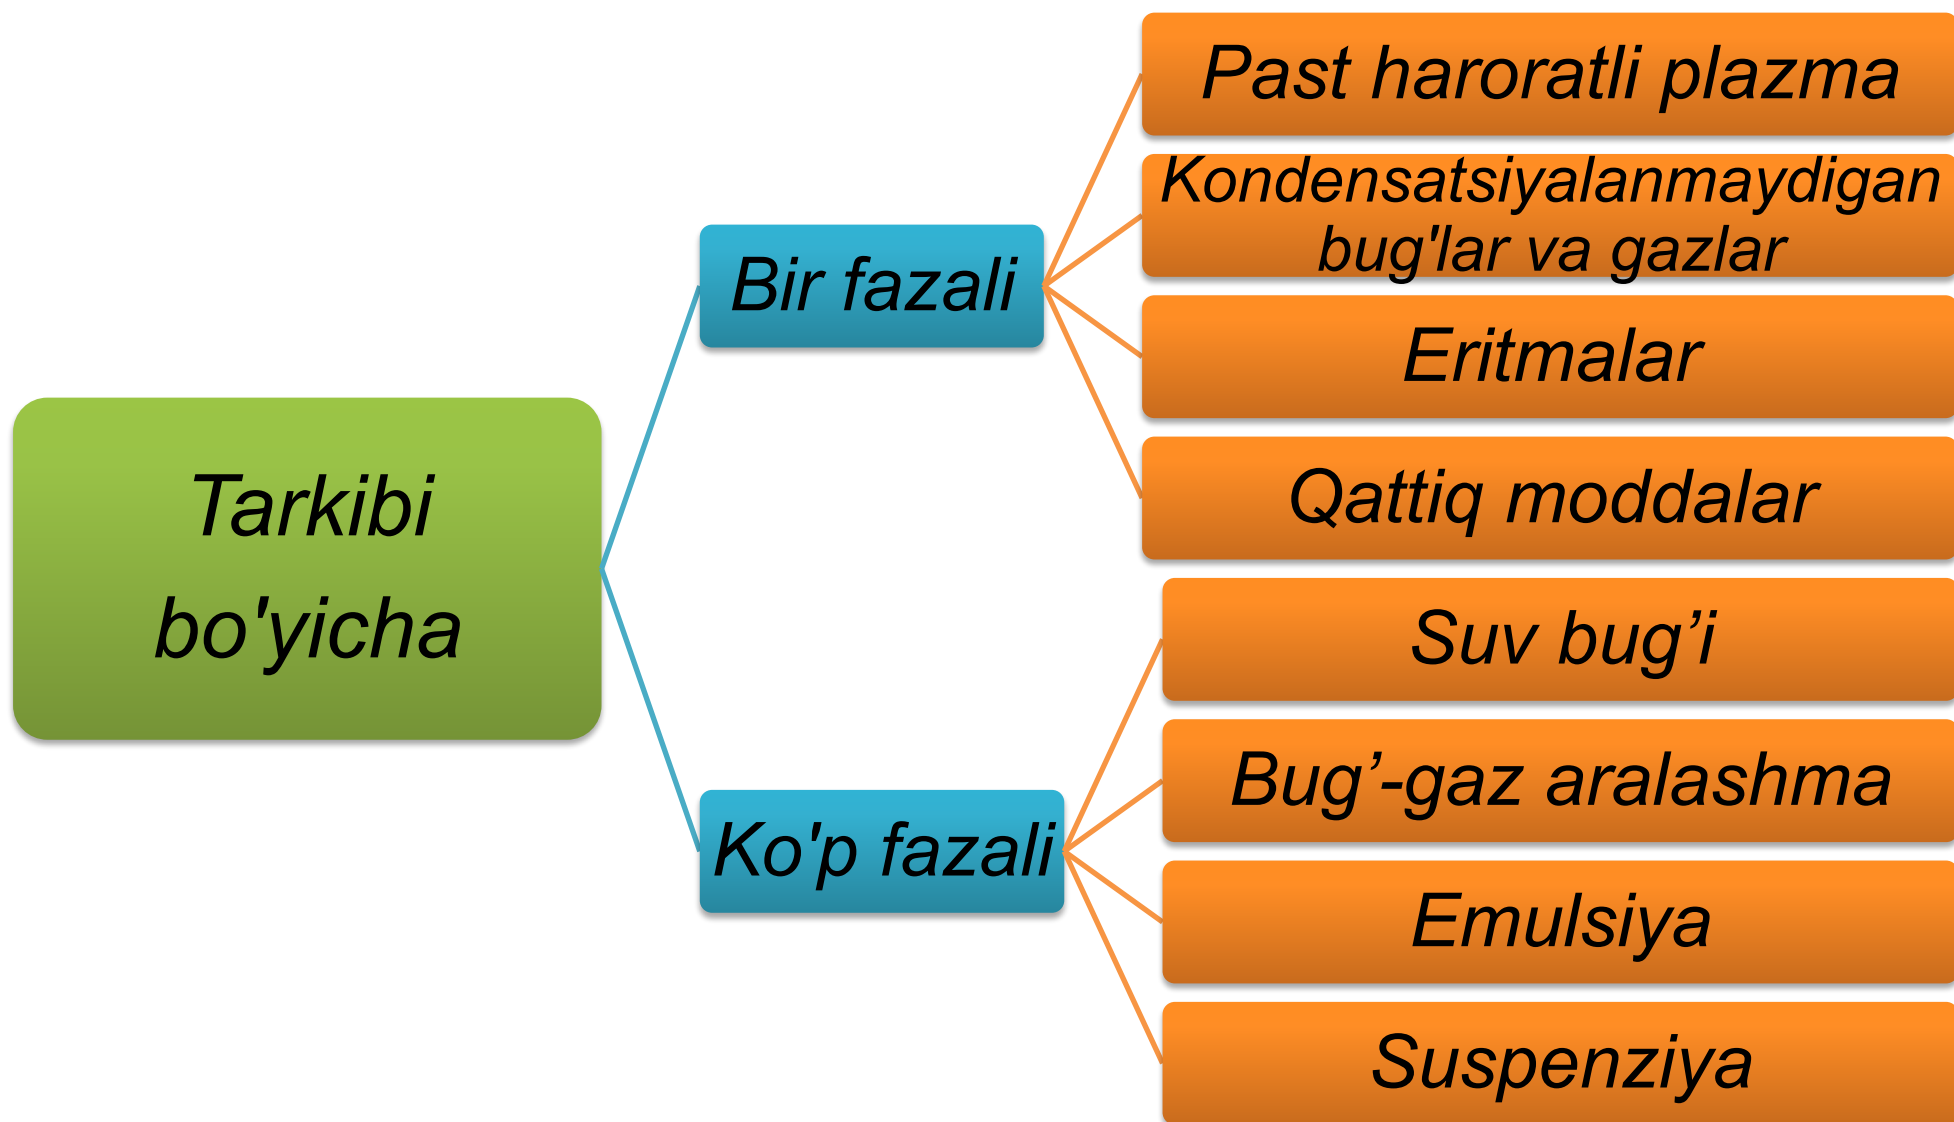 Tarkibi
bo'yicha
Bir fazali
Past haroratli plazma
Kondensatsiyalanmaydigan
bug'lar va gazlar
Eritmalar
Qattiq moddalar
Ko'p fazali
Suv bug’i
Bug’-gaz aralashma
Emulsiya
Suspenziya